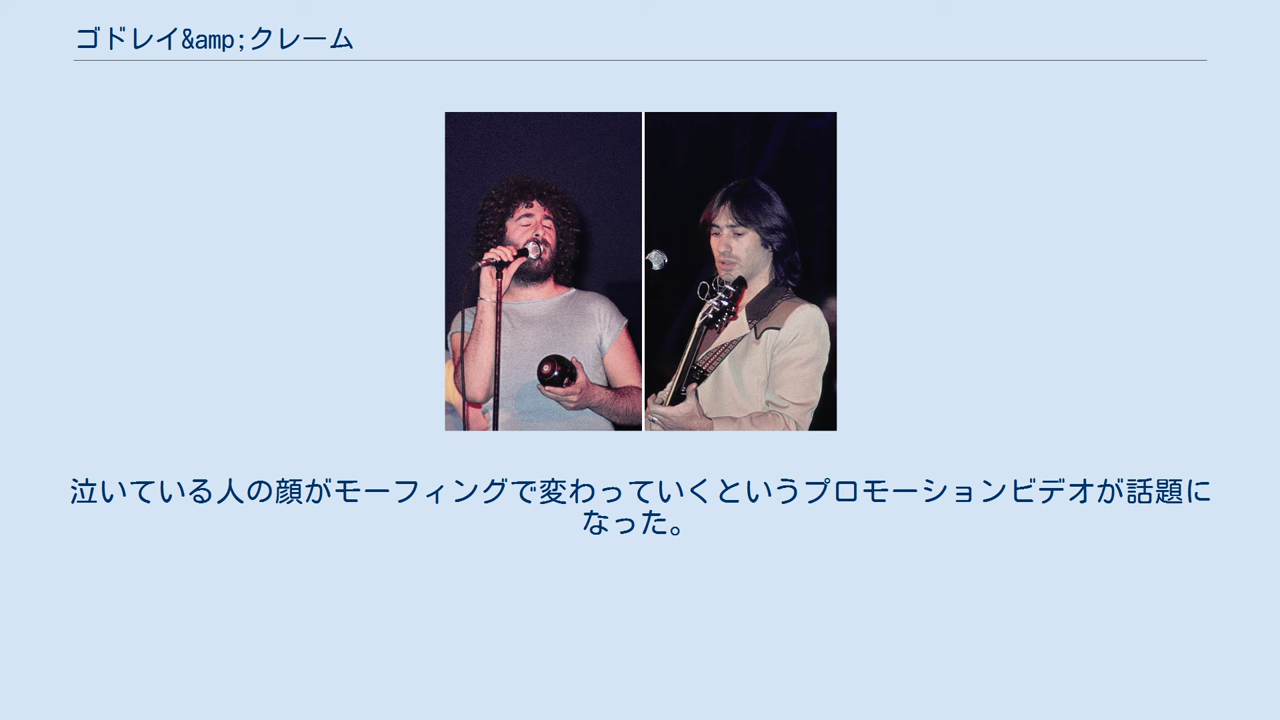 ゴドレイ&amp;クレーム
泣いている人の顔がモーフィングで変わっていくというプロモーションビデオが話題に
なった。